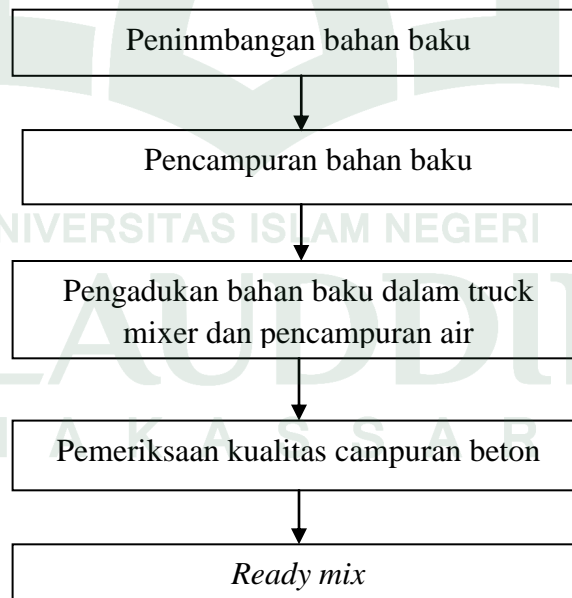 Peninmbangan bahan baku
Pencampuran bahan baku
NIVERSITAS ISLAM NEGERI
Pengadukan bahan baku dalam truck
mixer dan pencampuran air
LAUDDI
M A K A S S A R
Pemeriksaan kualitas campuran beton
Ready mix